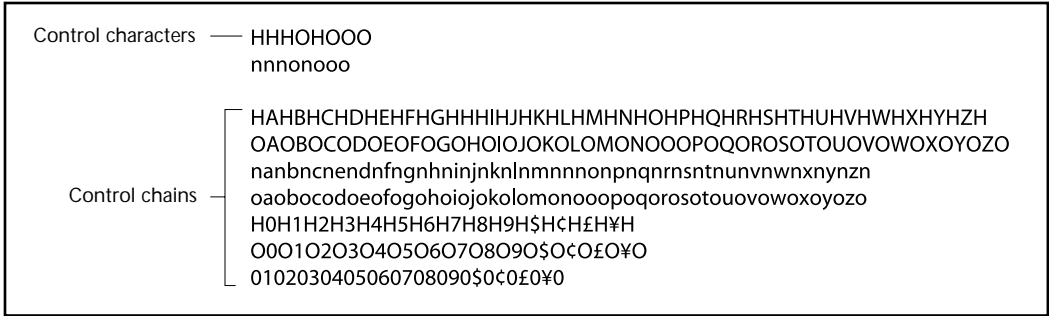 Control characters HHHOHOOO
nnnonooo
HAHBHCHDHEHFHGHHHIHJHKHLHMHNHOHPHQHRHSHTHUHVHWHXHYHZH
OAOBOCODOEOFOGOHOIOJOKOLOMONOOOPOQOROSOTOUOVOWOXOYOZO
nanbncnendnfngnhninjnknlnmnnnonpnqnrnsntnunvnwnxnynzn
Control chains oaobocodoeofogohoiojokolomonooopoqorosotouovowoxoyozo
H0H1H2H3H4H5H6H7H8H9H$H¢H£H¥H
O0O1O2O3O4O5O6O7O8O9O$O¢O£O¥O
0102030405060708090$0¢0£0¥0